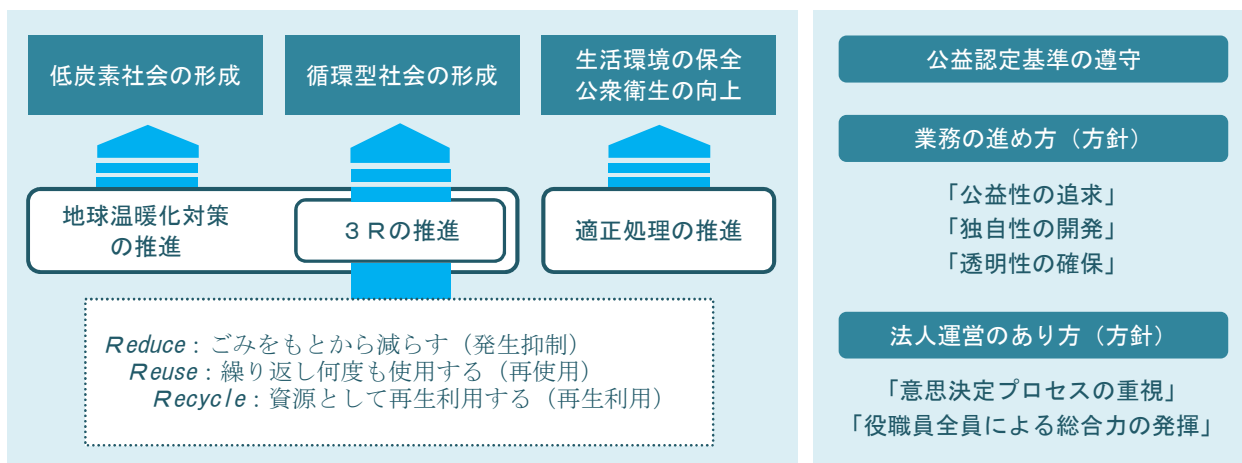 低炭素社会の形成
循環型社会の形成
生活環境の保全
公衆衛生の向上
地球温暖化対策
の推進
３Ｒの推進
適正処理の推進
Reduce：ごみをもとから減らす（発生抑制）
Reuse：繰り返し何度も使用する（再使用）
Recycle：資源として再生利用する（再生利用）
公益認定基準の遵守
業務の進め方（方針）
「公益性の追求」
「独自性の開発」
「透明性の確保」
法人運営のあり方（方針）
「意思決定プロセスの重視」
「役職員全員による総合力の発揮」